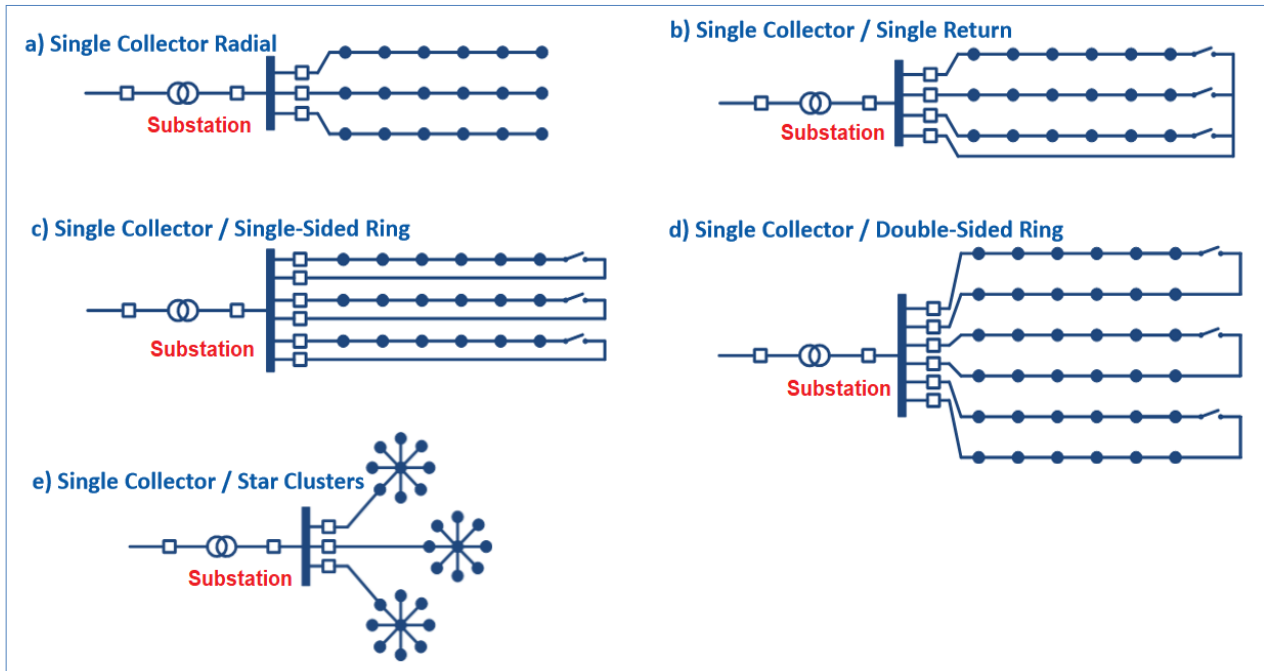 a) Single Collector Radial
Substation
b) Single Collector / Single Return
Substation
c) Single Collector / Single-Sided Ring
Substation
d) Single Collector / Double-Sided Ring
Substation
e) Single Collector / Star Clusters
Substation